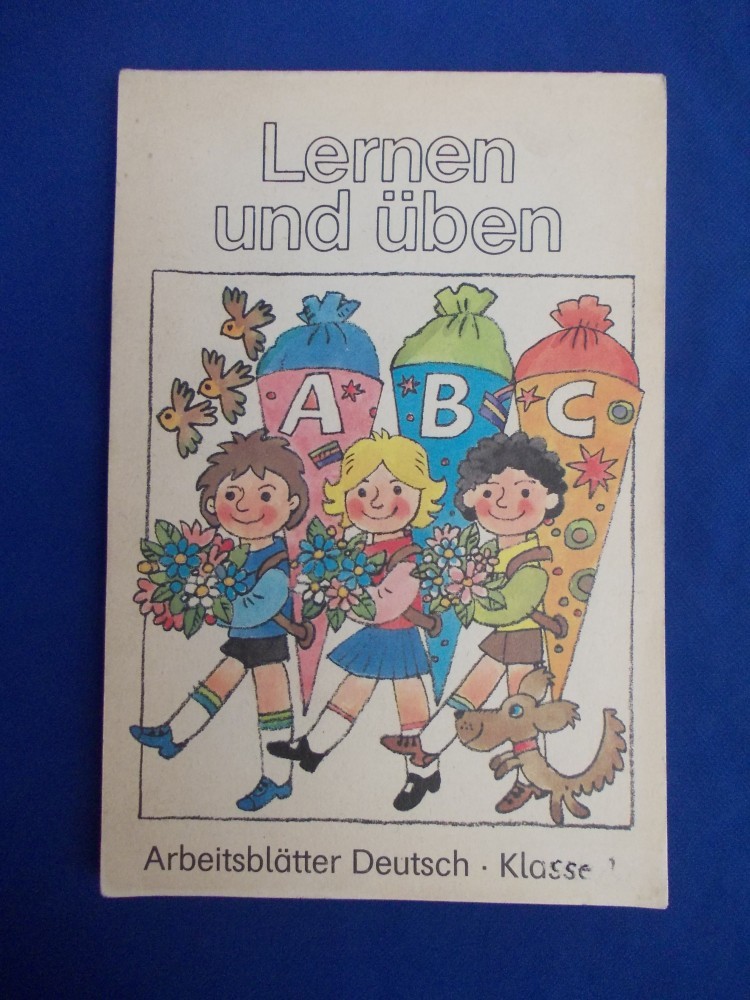 Lernen
und üben
A B C
Arbeitsblätter Deutsch · Klasse